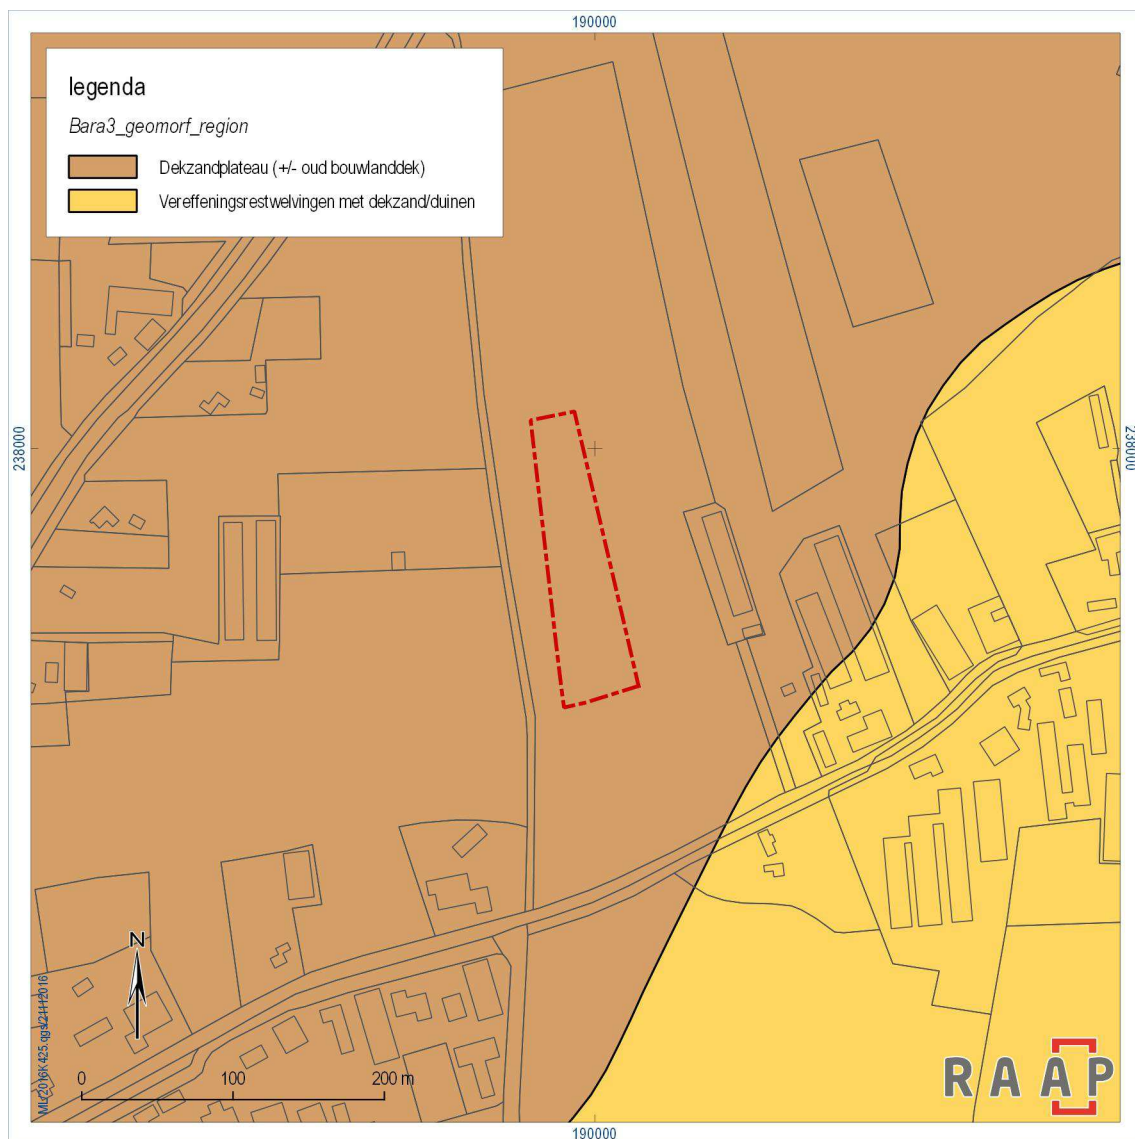 190000
legenda
Bara3_geomorf_region
Dekzandplateau (+/- oud bouwlanddek)
Vereffeningsrestwelvingen met dekzand/duinen
238000
238000
N
0 100 200 m
RAAP
190000